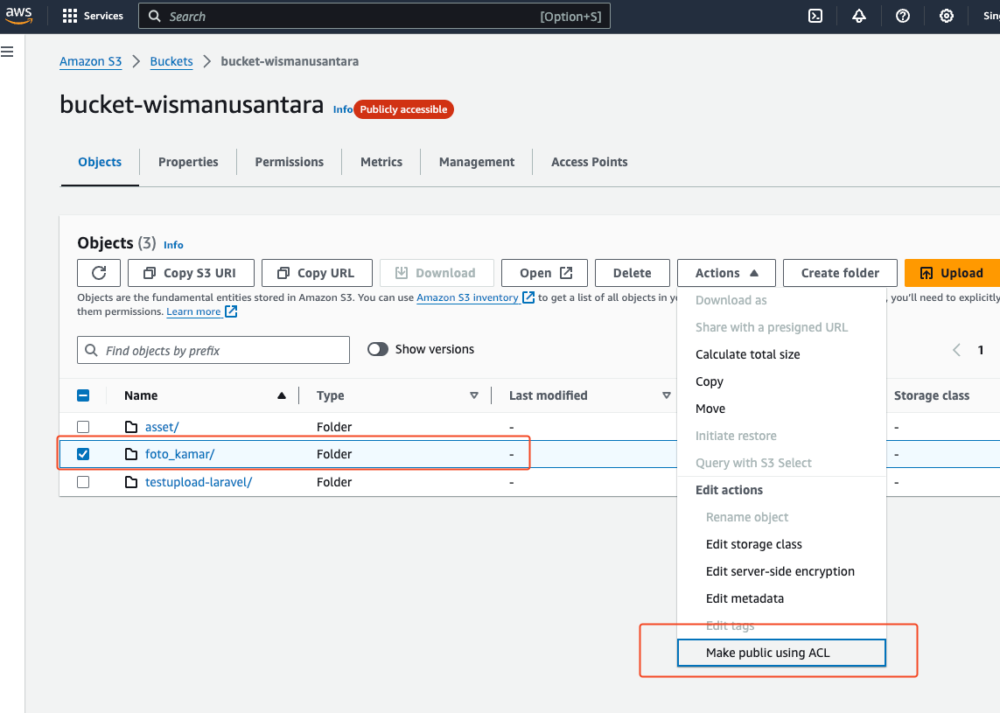 aws Services Search [Option+S] Sin
Amazon S3 Buckets bucket-wismanusantara
bucket-wismanusantara Info Publicly accessible
Objects Properties Permissions Metrics Management Access Points
Objects (3) Info
Copy S3 URI Copy URL Download Open Delete Actions Create folder Upload
Objects are the fundamental entities stored in Amazon S3. You can use Amazon S3 inventory to get a list of all objects in y , you'll need to explicitly
them permissions. Learn more
Find objects by prefix Show versions 1
Name Type Last modified Storage class
asset/ Folder - -
foto_kamar/ Folder - -
testupload-laravel/ Folder - -
Download as
Share with a presigned URL
Calculate total size
Copy
Move
Initiate restore
Query with S3 Select
Edit actions
Rename object
Edit storage class
Edit server-side encryption
Edit metadata
Edit tags
Make public using ACL